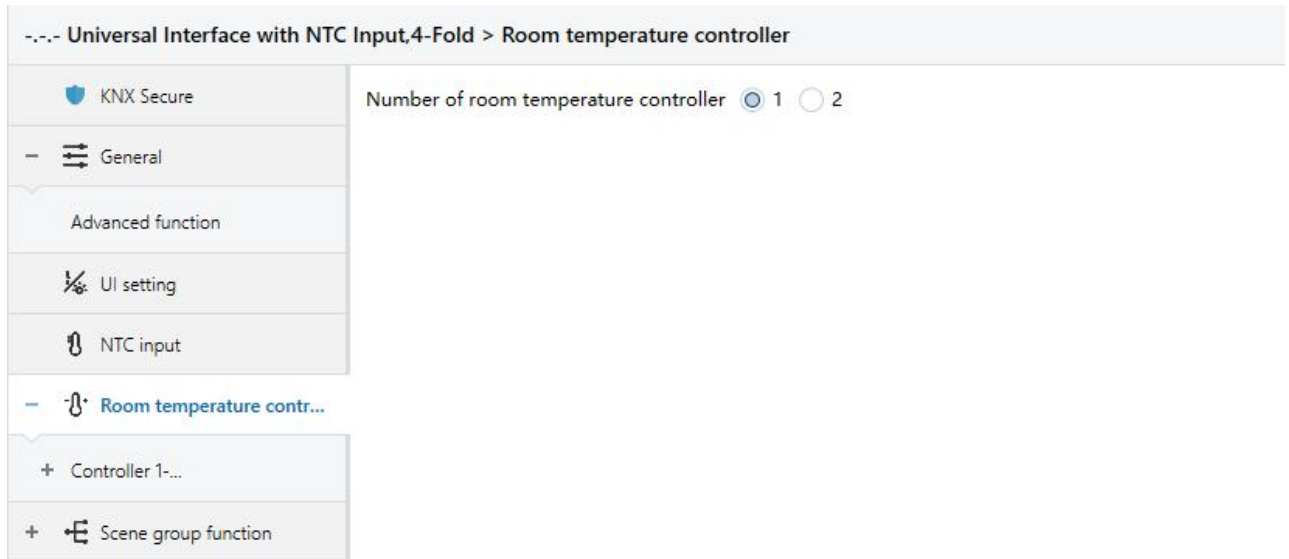 -.-.- Universal Interface with NTC Input,4-Fold > Room temperature controller
KNX Secure
Number of room temperature controller 1 2
General
Advanced function
UI setting
NTC input
Room temperature contr...
Controller 1-...
Scene group function